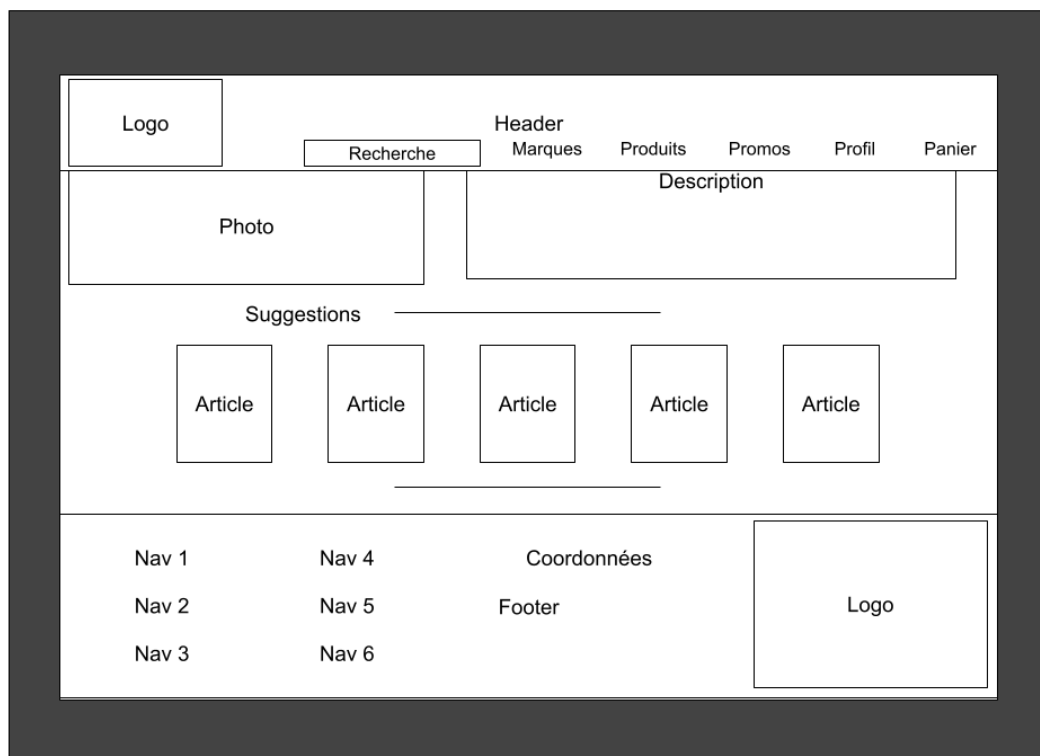 Logo
Header
Recherche
Marques
Produits
Promos
Profil
Panier
Photo
Description
Suggestions
Article
Article
Article
Article
Article
Nav 1
Nav 2
Nav 3
Nav 4
Nav 5
Nav 6
Coordonnées
Footer
Logo